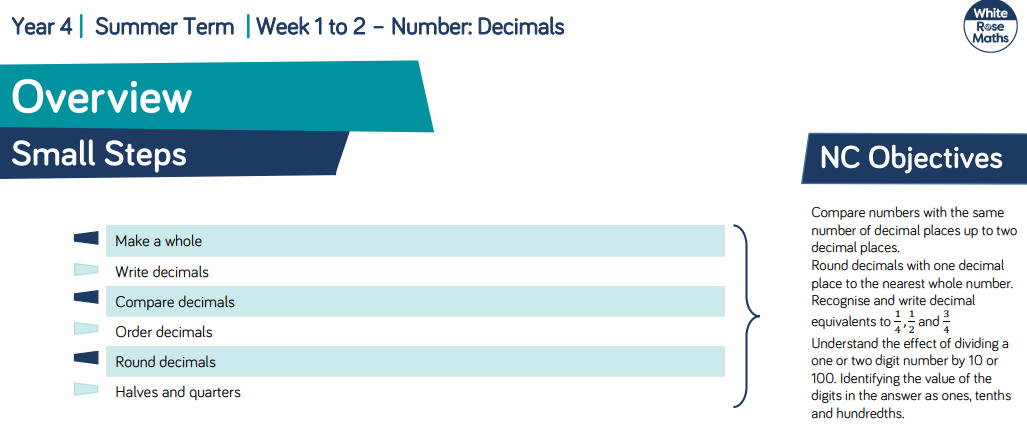 Year 4 | Summer Term | Week 1 to 2 – Number: Decimals
White
Rose
Maths
Overview
Small Steps
NC Objectives
Make a whole
Write decimals
Compare decimals
Order decimals
Round decimals
Halves and quarters
Compare numbers with the same
number of decimal places up to two
decimal places.
Round decimals with one decimal
place to the nearest whole number.
Recognise and write decimal
equivalents to 1/4, 1/2 and 3/4
Understand the effect of dividing a
one or two digit number by 10 or
100. Identifying the value of the
digits in the answer as ones, tenths
and hundredths.